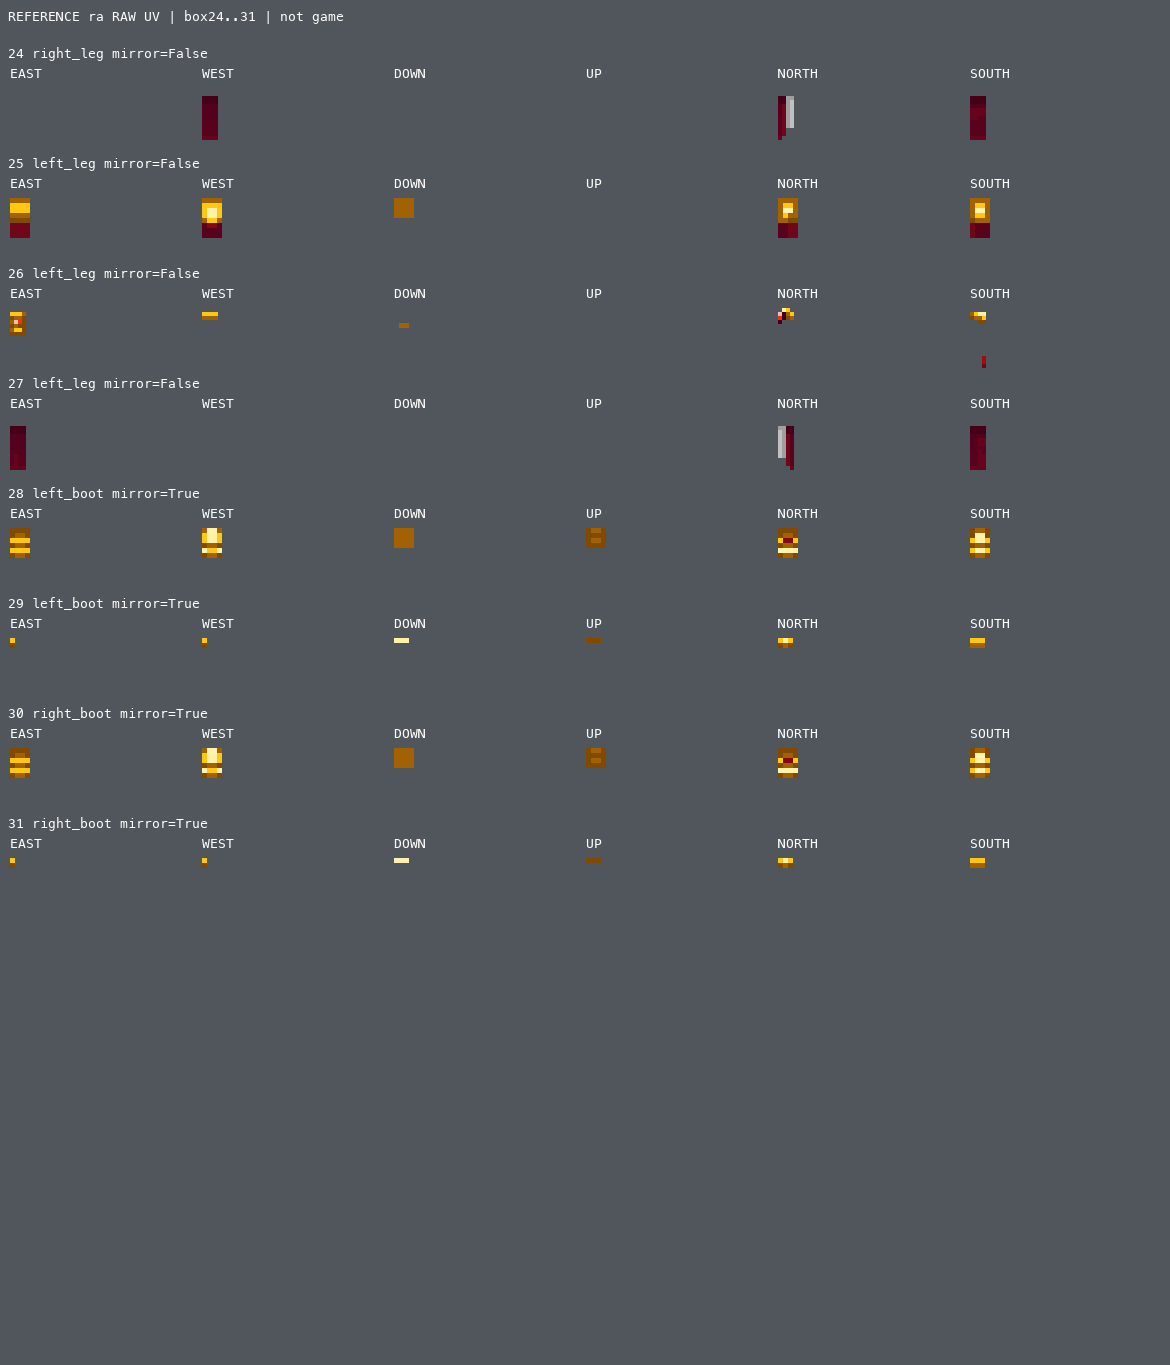 REFERENCE ra RAW UV | box24..31 | not game
24 right_leg mirror=False
EAST WEST DOWN UP NORTH SOUTH
25 left_leg mirror=False
EAST WEST DOWN UP NORTH SOUTH
26 left_leg mirror=False
EAST WEST DOWN UP NORTH SOUTH
27 left_leg mirror=False
EAST WEST DOWN UP NORTH SOUTH
28 left_boot mirror=True
EAST WEST DOWN UP NORTH SOUTH
29 left_boot mirror=True
EAST WEST DOWN UP NORTH SOUTH
30 right_boot mirror=True
EAST WEST DOWN UP NORTH SOUTH
31 right_boot mirror=True
EAST WEST DOWN UP NORTH SOUTH